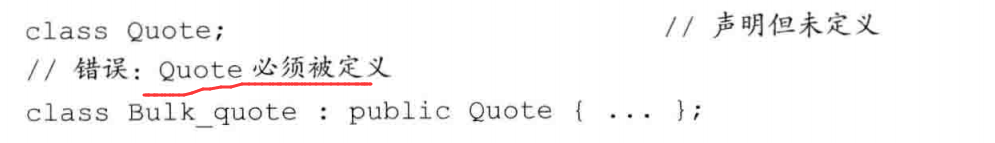 class Quote; // 声明但未定义
// 错误：Quote 必须被定义
class Bulk_quote : public Quote { ... };